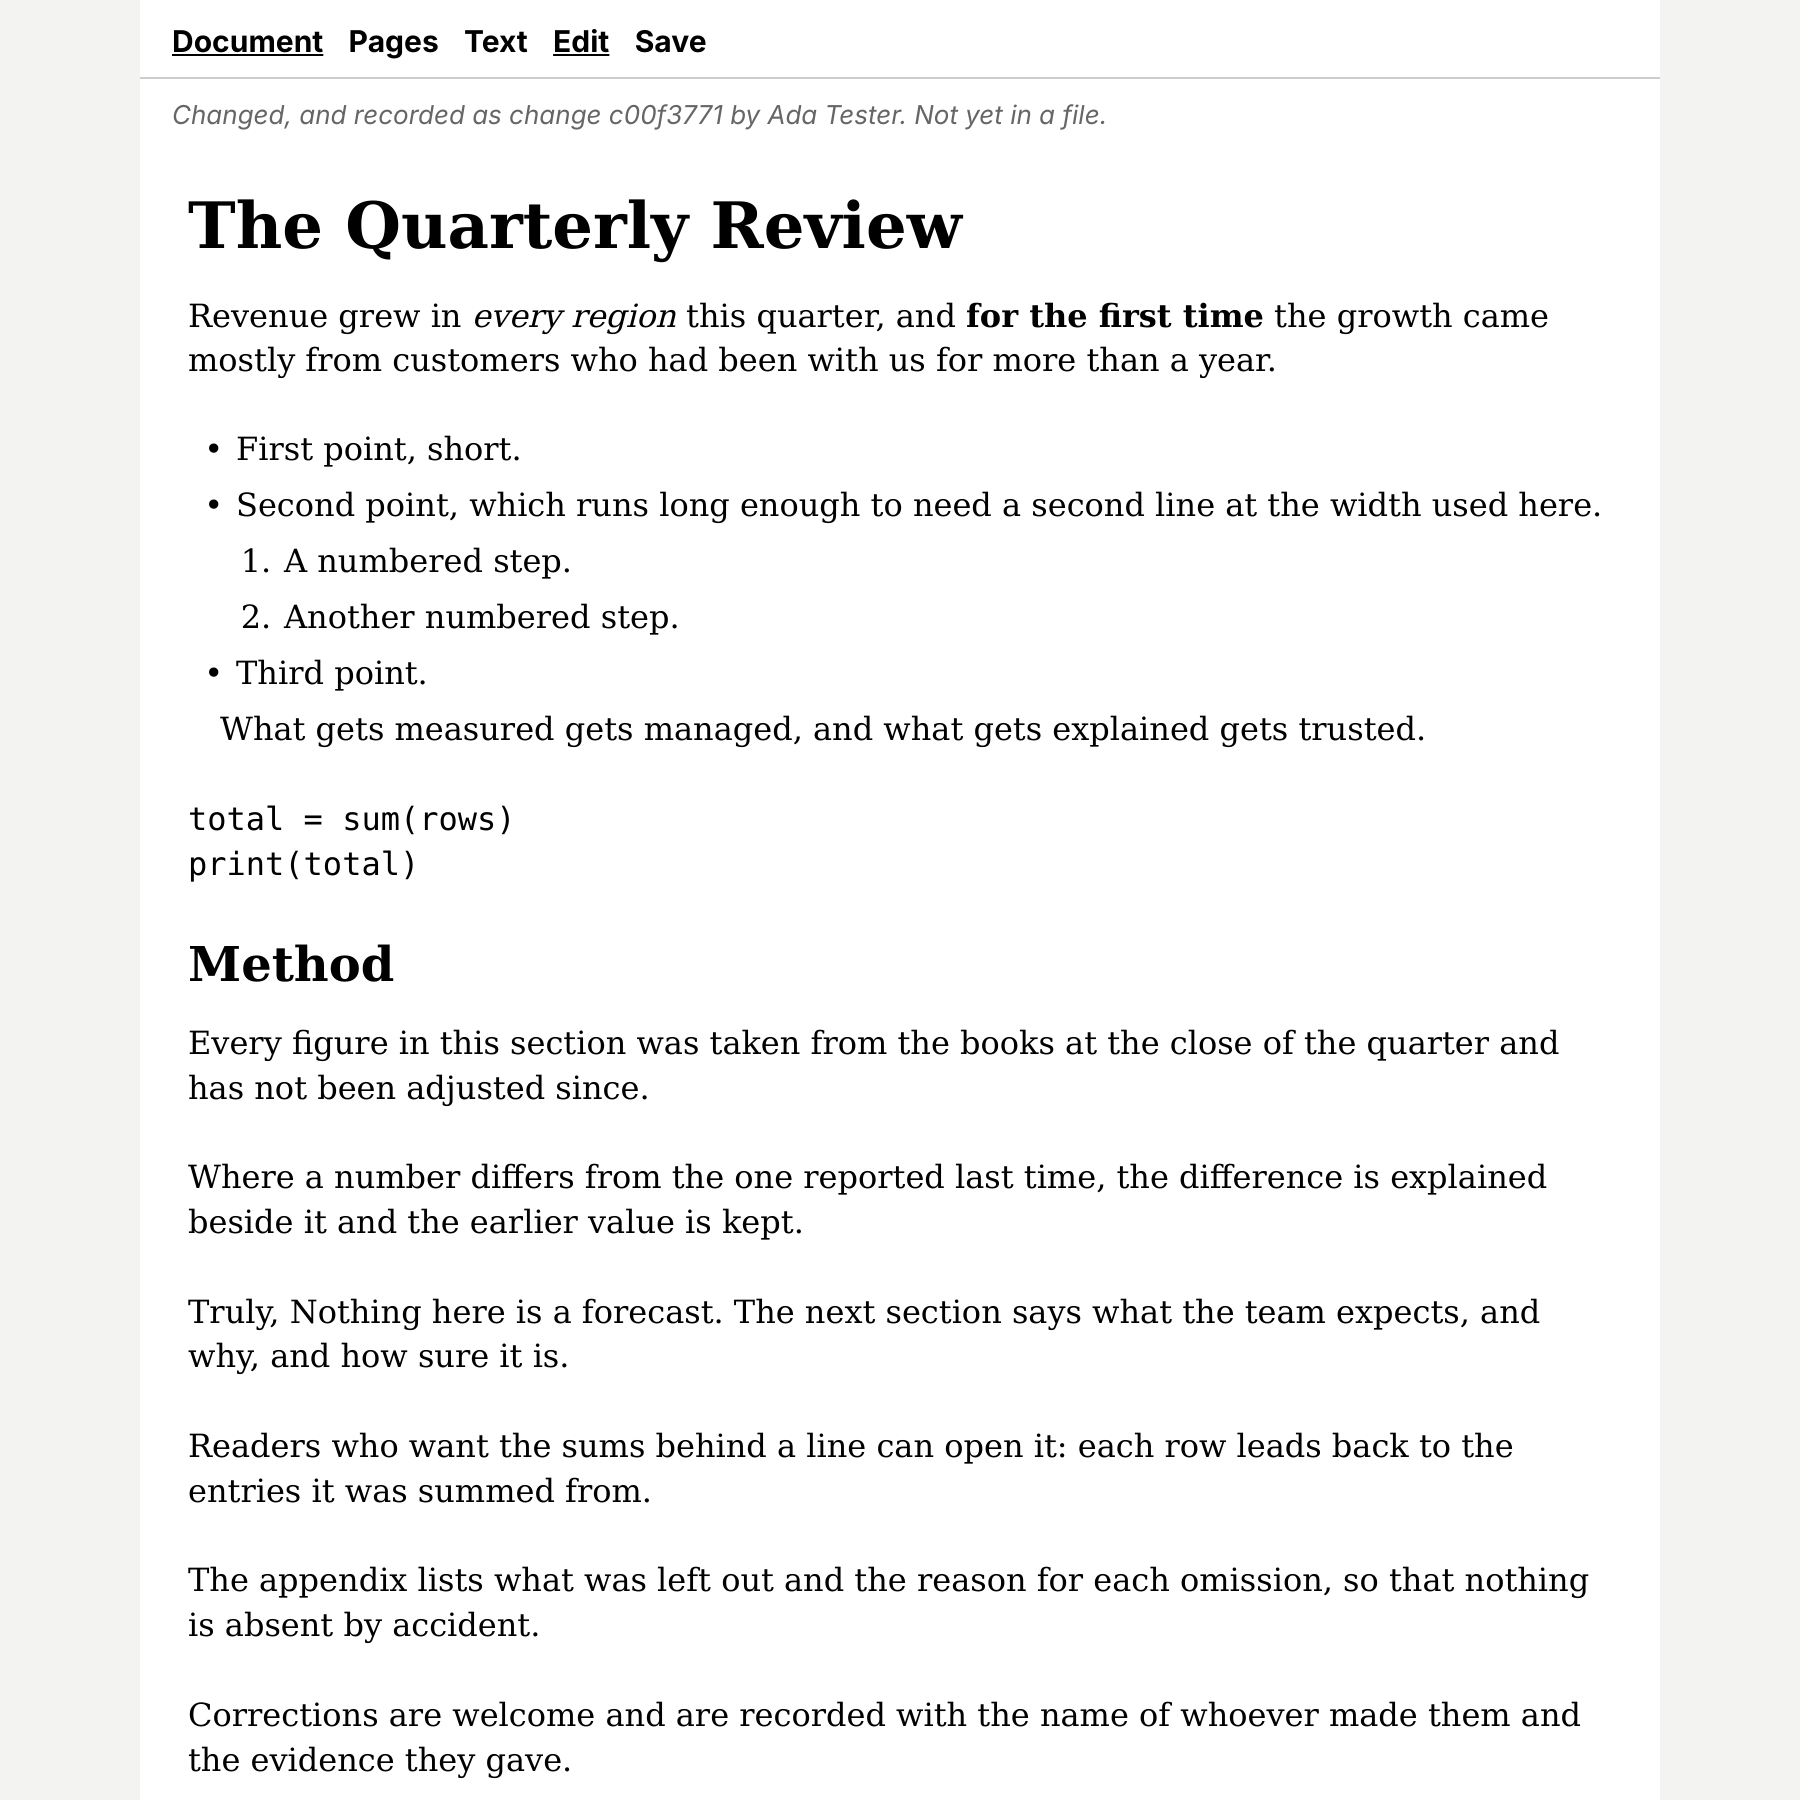 Document Pages Text Edit Save
Changed, and recorded as change c00f3771 by Ada Tester. Not yet in a file.
The Quarterly Review
Revenue grew in every region this quarter, and for the first time the growth came
mostly from customers who had been with us for more than a year.
• First point, short.
• Second point, which runs long enough to need a second line at the width used here.
1. A numbered step.
2. Another numbered step.
• Third point.
What gets measured gets managed, and what gets explained gets trusted.
total = sum(rows)
print(total)
Method
Every figure in this section was taken from the books at the close of the quarter and
has not been adjusted since.
Where a number differs from the one reported last time, the difference is explained
beside it and the earlier value is kept.
Truly, Nothing here is a forecast. The next section says what the team expects, and
why, and how sure it is.
Readers who want the sums behind a line can open it: each row leads back to the
entries it was summed from.
The appendix lists what was left out and the reason for each omission, so that nothing
is absent by accident.
Corrections are welcome and are recorded with the name of whoever made them and
the evidence they gave.